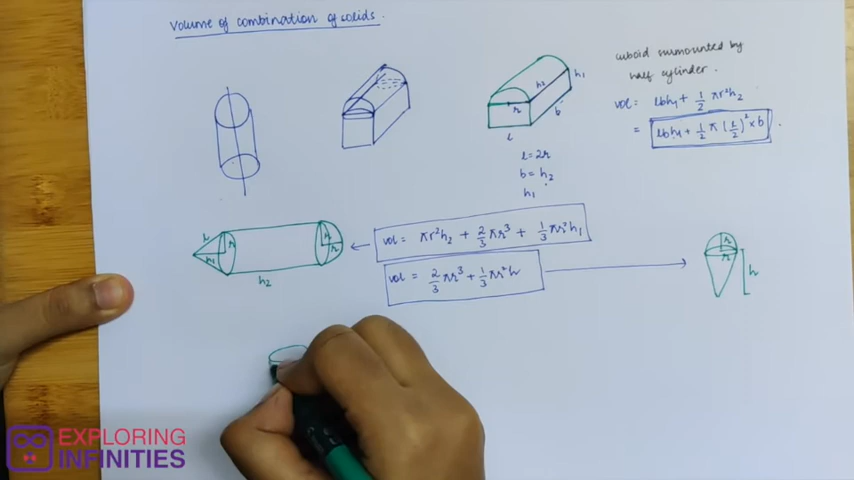 volume of combination of solids.
cuboid surmounted by
half cylinder.
vol = lbh₁ + 1/2 πr²h₂
= lbh₁ + 1/2 π (l/2)² × b
h₁
h₂
r
b
l
l = 2r
b = h₂
h₁
vol = πr²h₂ + 2/3 πr³ + 1/3 πr²h₁
vol = 2/3 πr³ + 1/3 πr²h
l
r
h₁
h₂
r
r
r
r
h
EXPLORING
INFINITIES